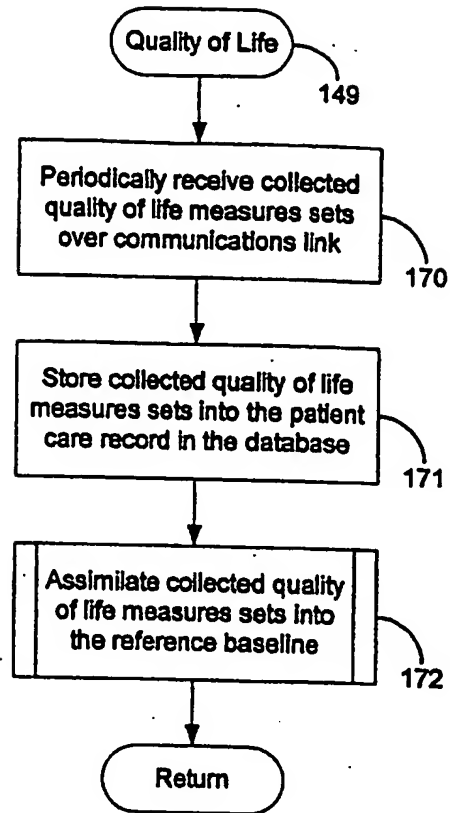 Quality of Life
149
Periodically receive collected
quality of life measures sets
over communications link
170
Store collected quality of life
measures sets into the patient
care record in the database
171
Assimilate collected quality
of life measures sets into
the reference baseline
172
Return